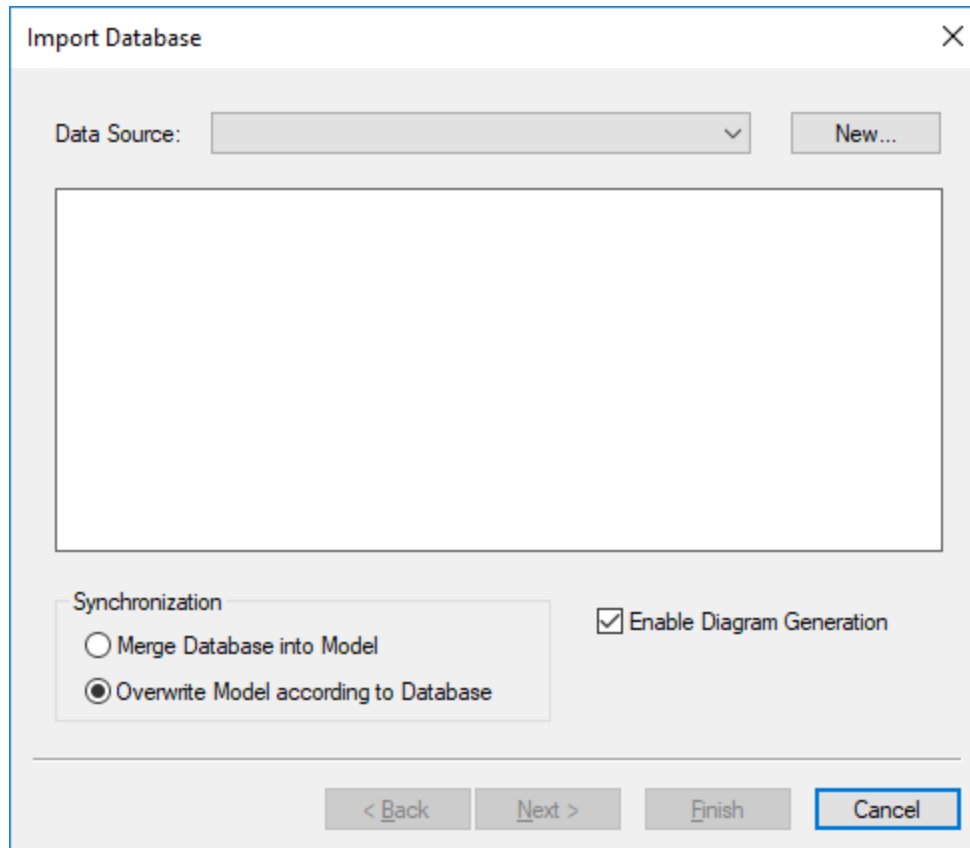 Import Database
Data Source:
New...
Synchronization
Merge Database into Model
Overwrite Model according to Database
Enable Diagram Generation
< Back
Next >
Finish
Cancel